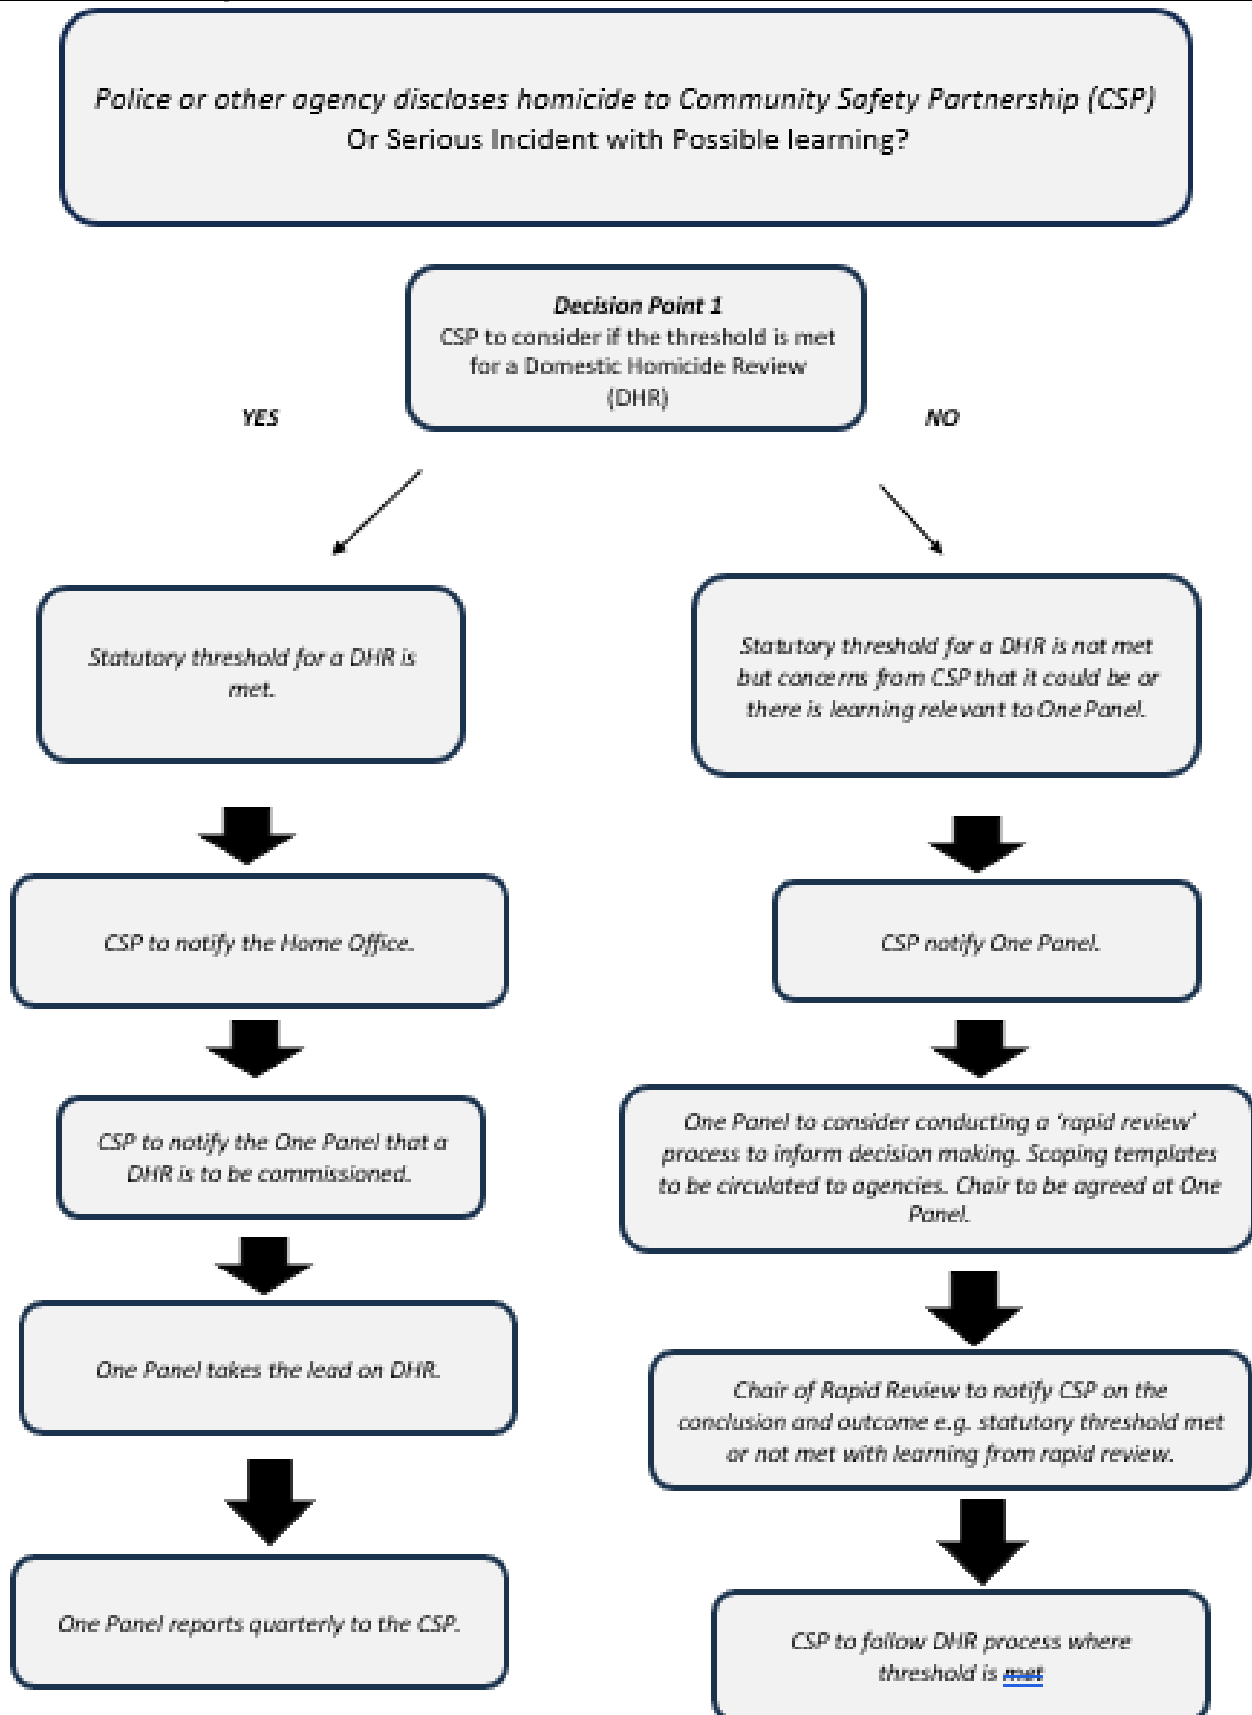 Police or other agency discloses homicide to Community Safety Partnership (CSP)
Or Serious Incident with Possible learning?
Decision Point 1
CSP to consider if the threshold is met
for a Domestic Homicide Review
(DHR)
YES
NO
Statutory threshold for a DHR is
met.
Statutory threshold for a DHR is not met
but concerns from CSP that it could be or
there is learning relevant to One Panel.
CSP to notify the Home Office.
CSP notify One Panel.
CSP to notify the One Panel that a
DHR is to be commissioned.
One Panel to consider conducting a ‘rapid review’
process to inform decision making. Scoping templates
to be circulated to agencies. Chair to be agreed at One
Panel.
One Panel takes the lead on DHR.
Chair of Rapid Review to notify CSP on the
conclusion and outcome e.g. statutory threshold met
or not met with learning from rapid review.
One Panel reports quarterly to the CSP.
CSP to follow DHR process where
threshold is met